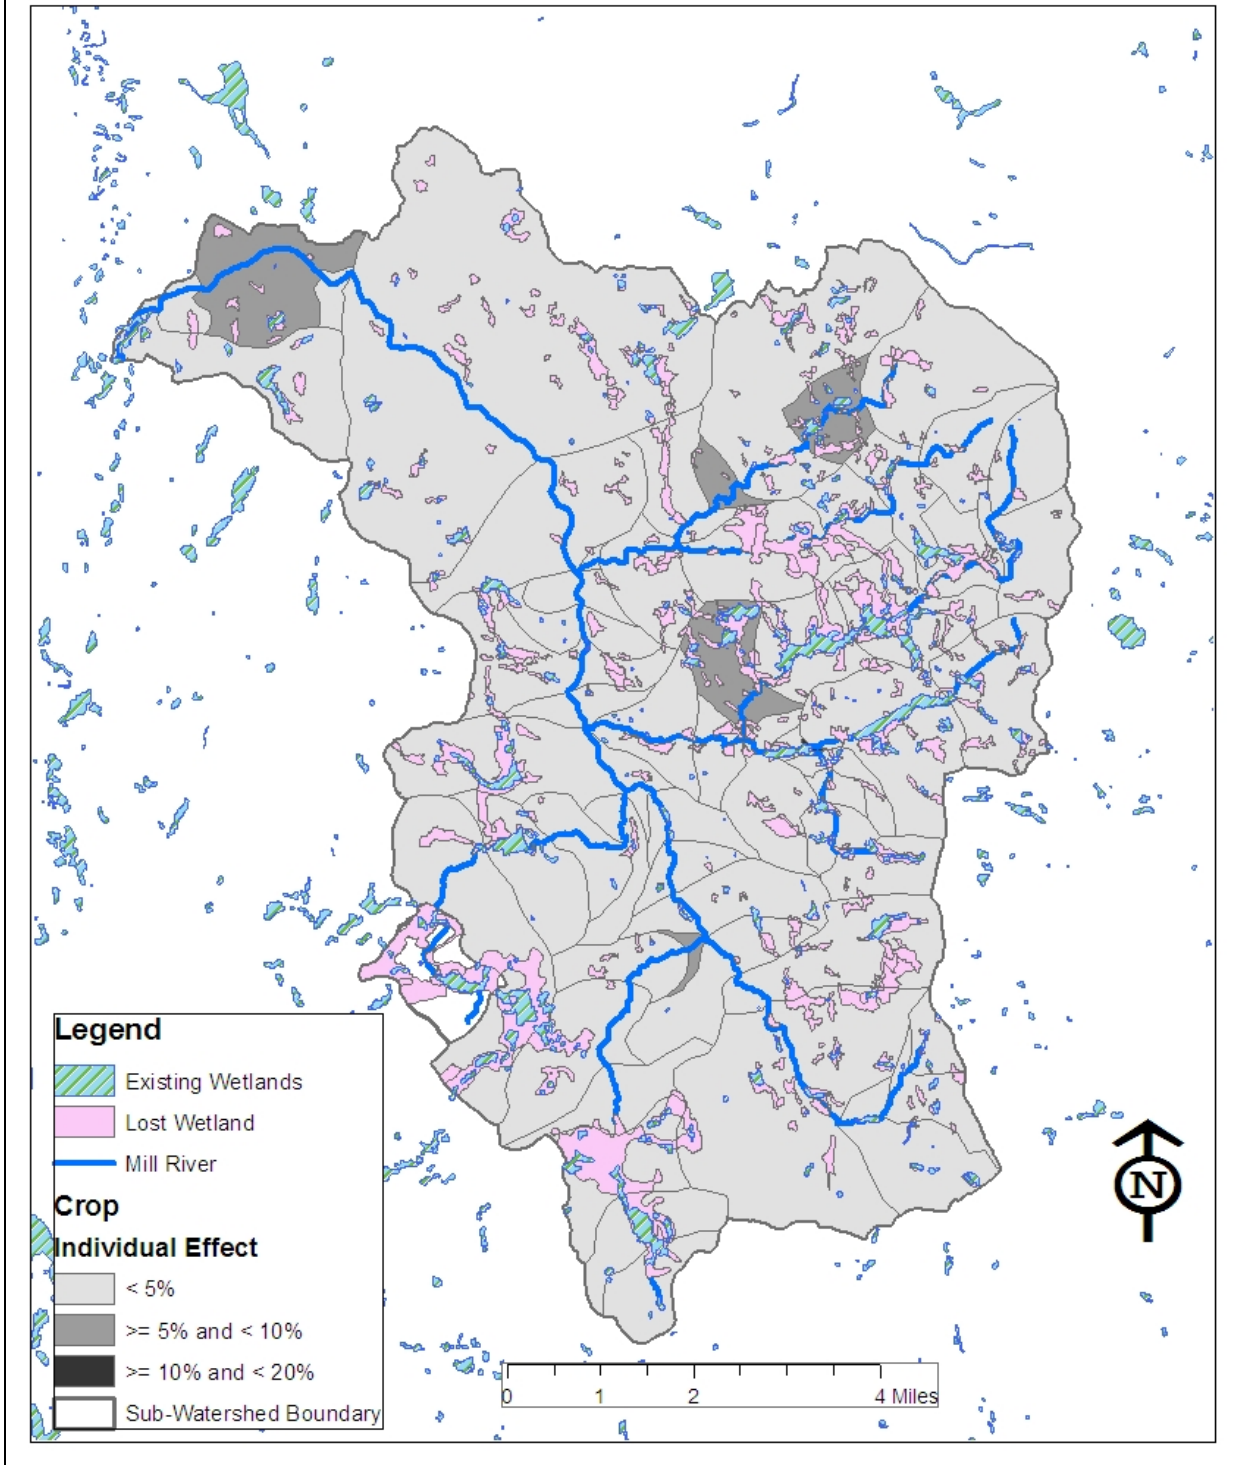 N
Legend
Existing Wetlands
Lost Wetland
Mill River
Crop
Individual Effect
< 5%
>= 5% and < 10%
>= 10% and < 20%
Sub-Watershed Boundary
0 1 2 4 Miles